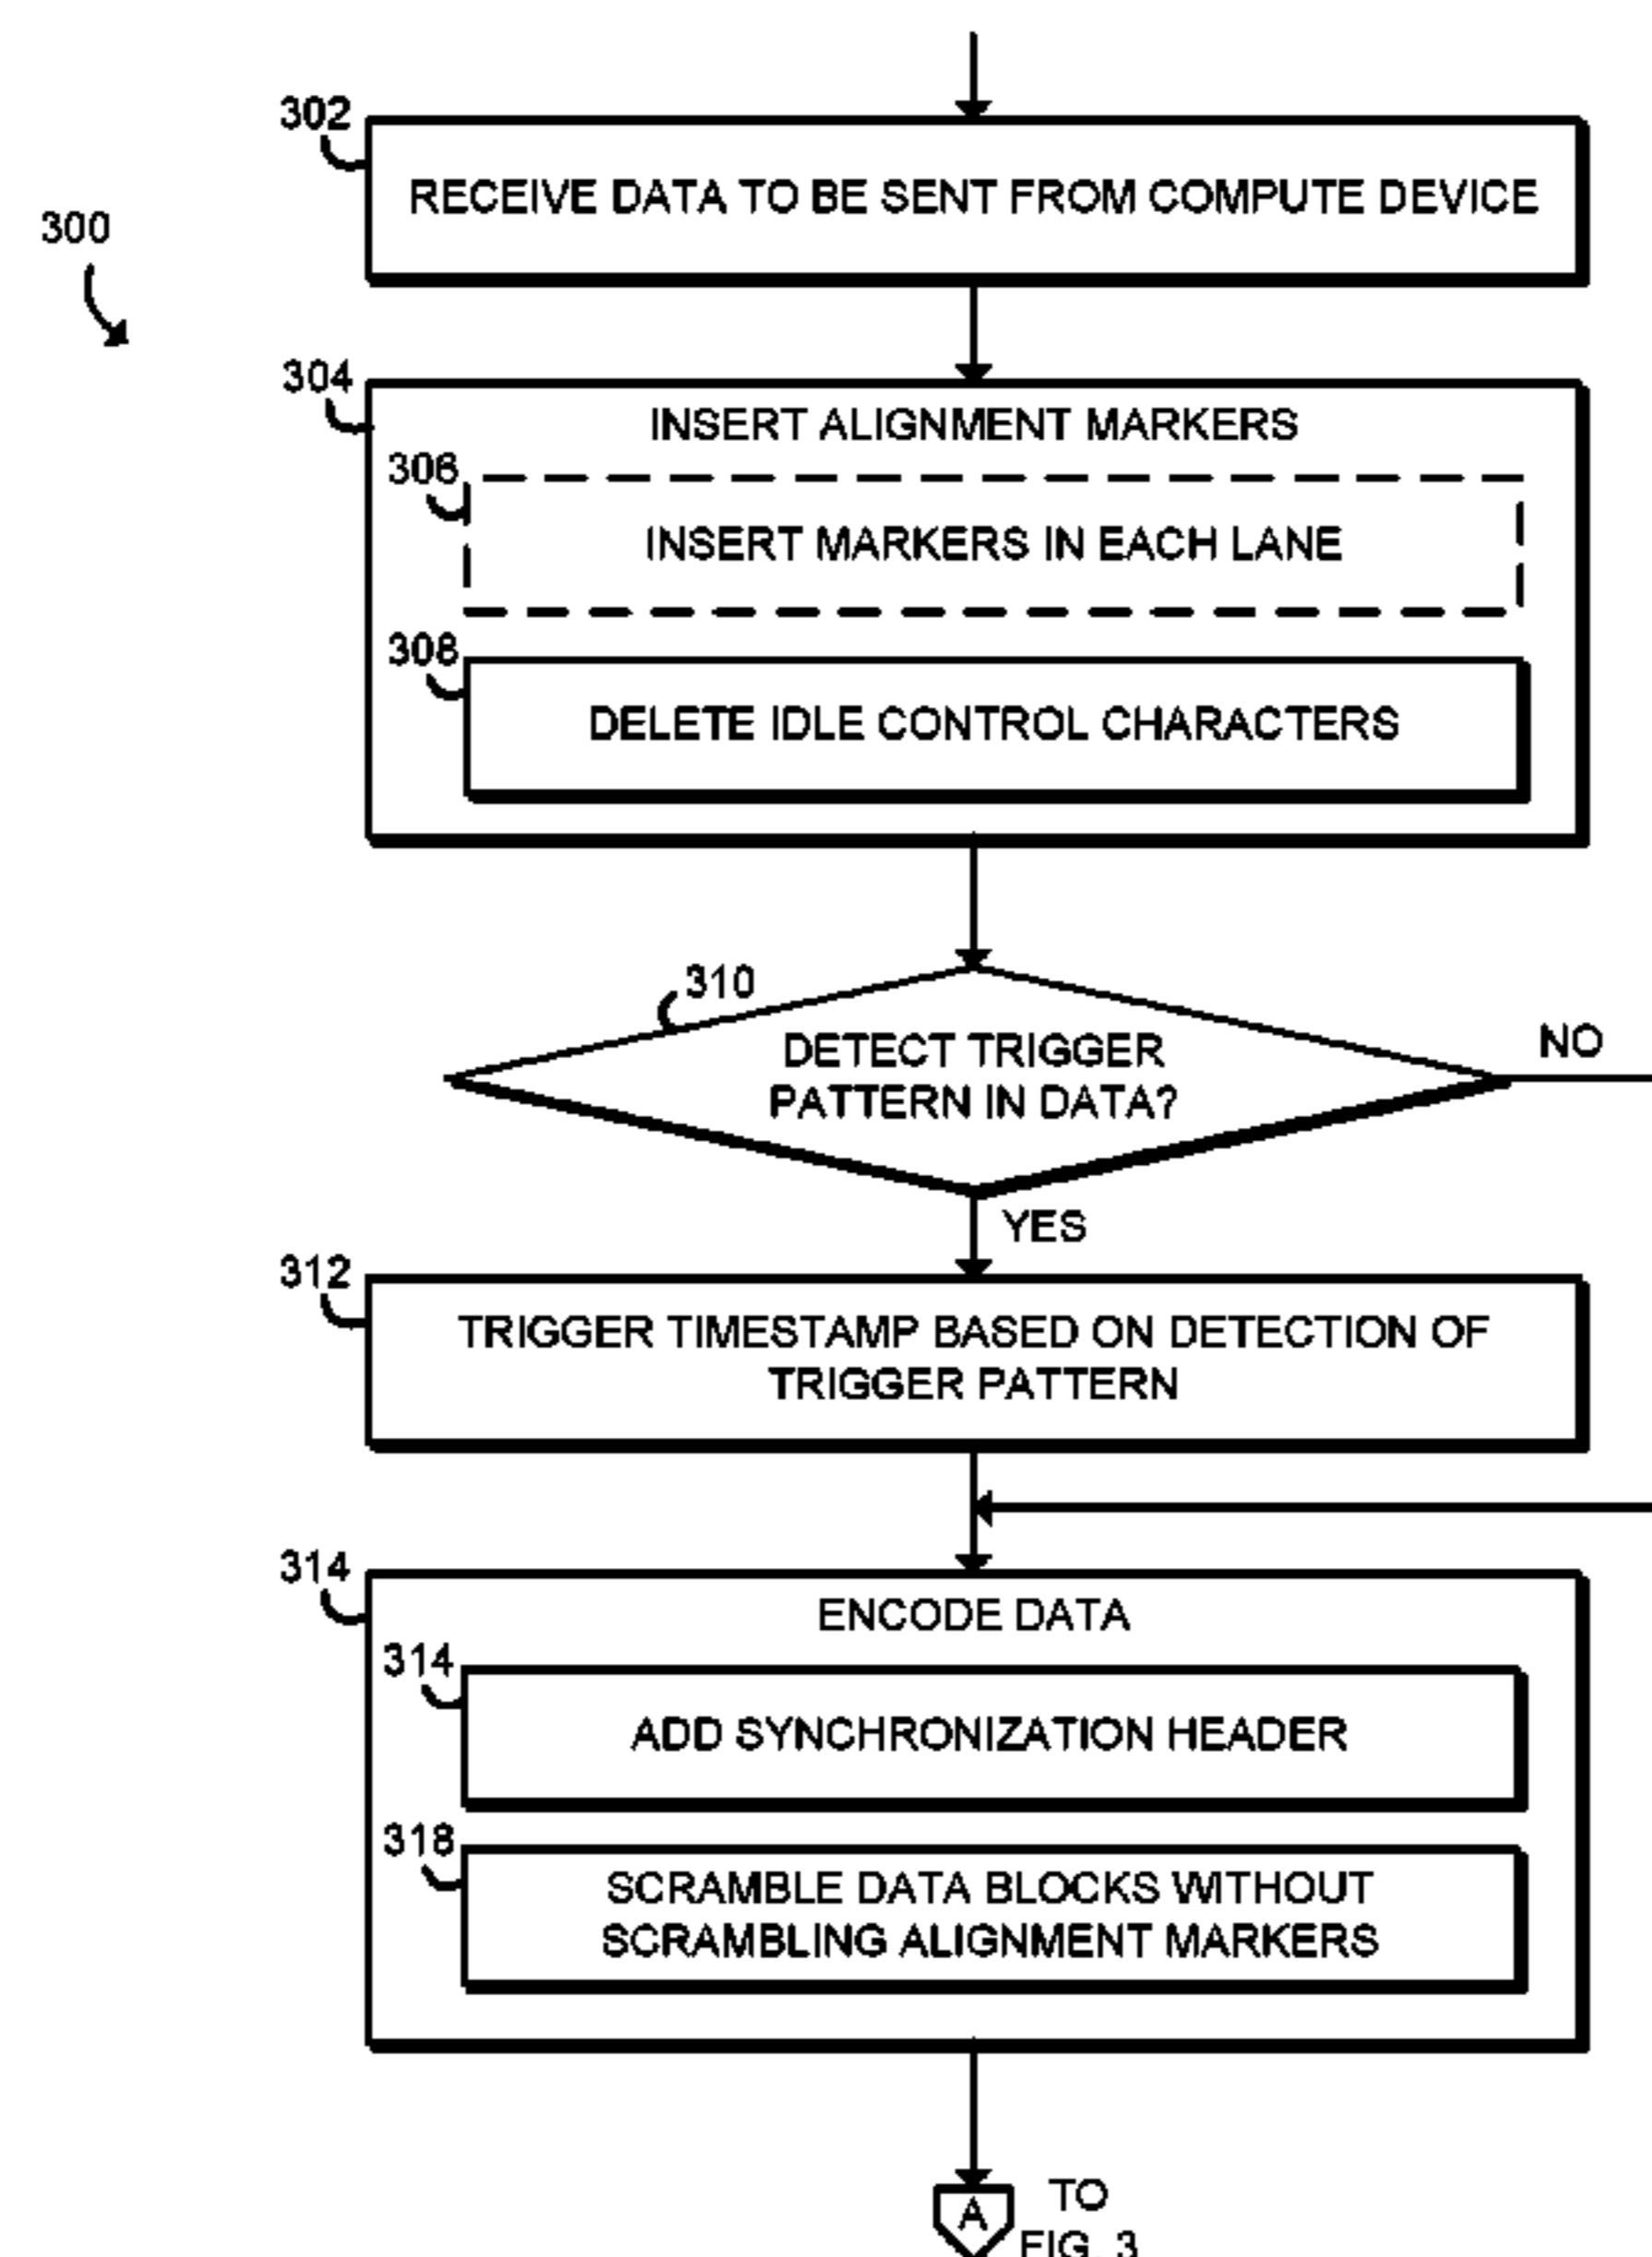 302
RECEIVE DATA TO BE SENT FROM COMPUTE DEVICE
300
304
INSERT ALIGNMENT MARKERS
306
INSERT MARKERS IN EACH LANE
308
DELETE IDLE CONTROL CHARACTERS
310
DETECT TRIGGER
PATTERN IN DATA?
NO
YES
312
TRIGGER TIMESTAMP BASED ON DETECTION OF
TRIGGER PATTERN
314
ENCODE DATA
314
ADD SYNCHRONIZATION HEADER
318
SCRAMBLE DATA BLOCKS WITHOUT
SCRAMBLING ALIGNMENT MARKERS
A
TO
FIG. 3